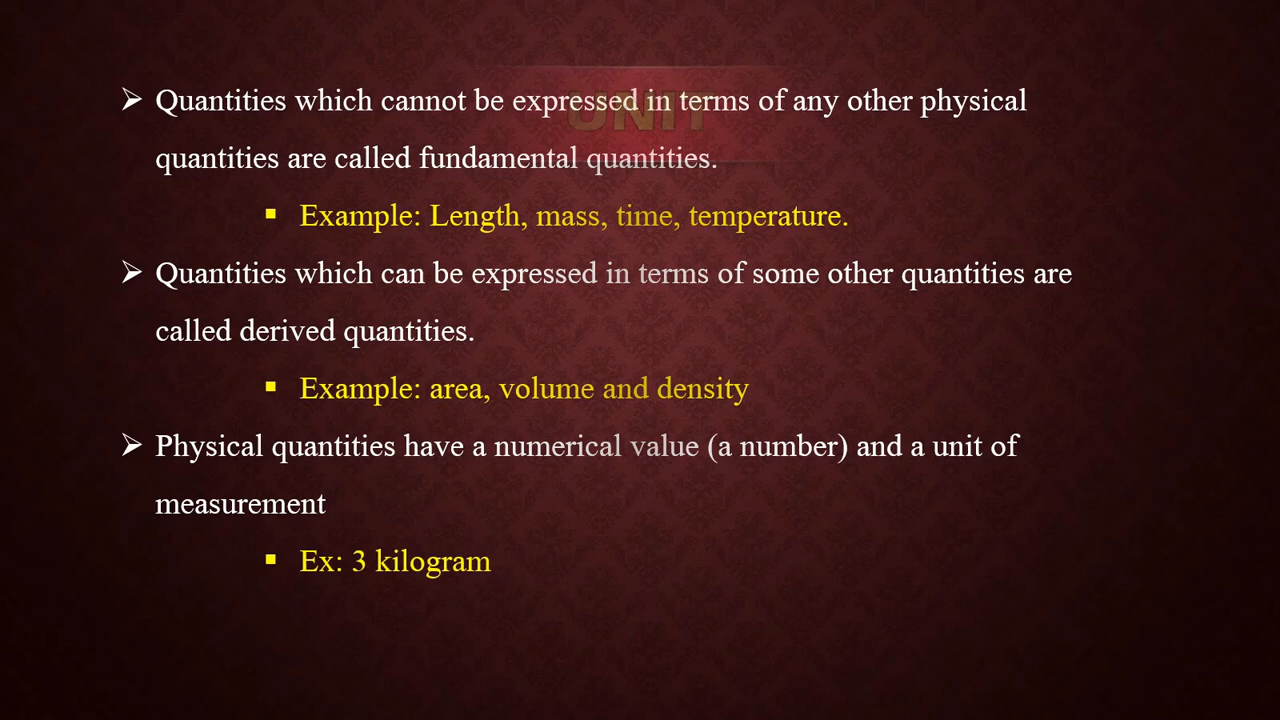 UNIT
➢ Quantities which cannot be expressed in terms of any other physical
quantities are called fundamental quantities.
▪ Example: Length, mass, time, temperature.
➢ Quantities which can be expressed in terms of some other quantities are
called derived quantities.
▪ Example: area, volume and density
➢ Physical quantities have a numerical value (a number) and a unit of
measurement
▪ Ex: 3 kilogram